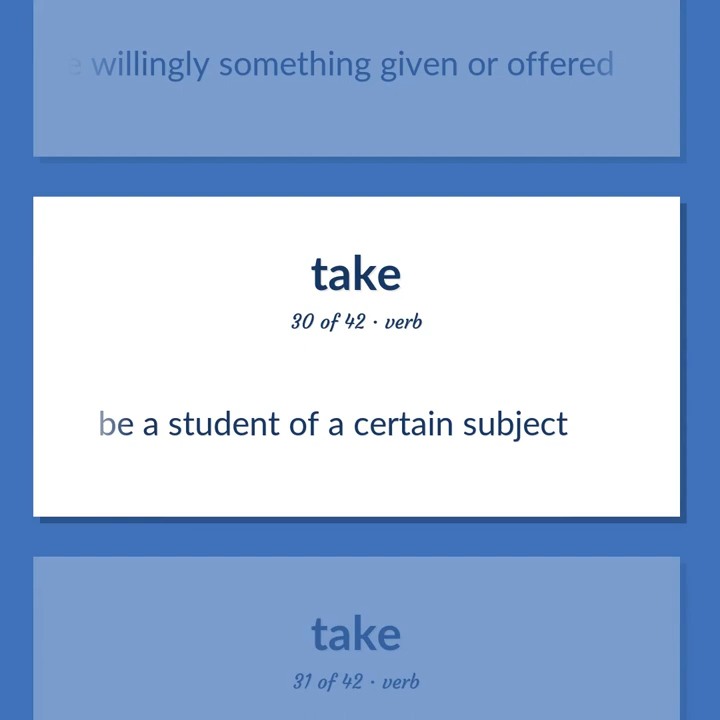 willingly something given or offered
take
30 of 42 · verb
be a student of a certain subject
take
31 of 42 · verb